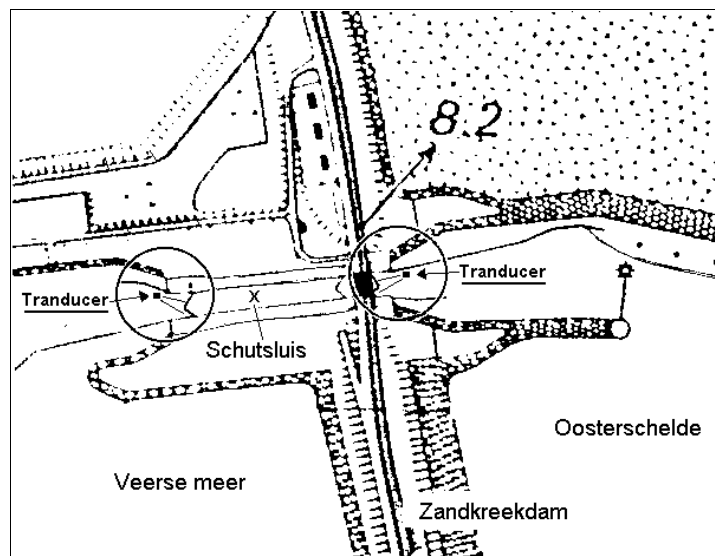 8.2
Tranducer
Tranducer
Schutsluis
Oosterschelde
Veerse meer
Zandkreekdam